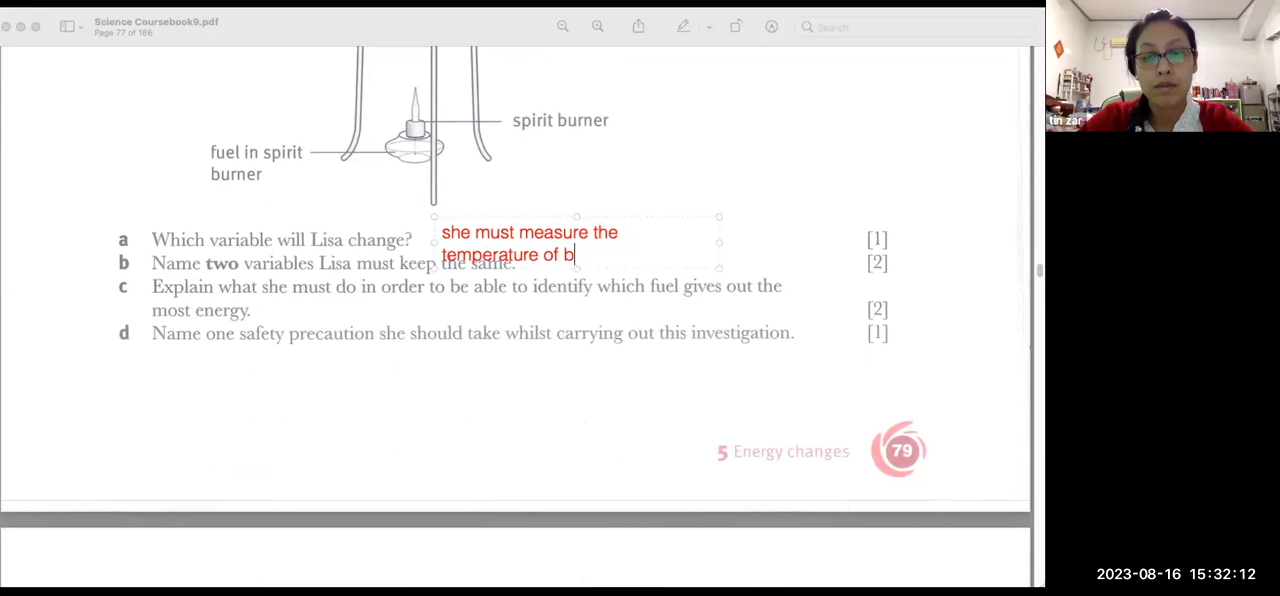 Science Coursebook9.pdf
Page 77 of 186
Search
tin zar
spirit burner
fuel in spirit
burner
she must measure the
temperature of b
a Which variable will Lisa change? [1]
b Name two variables Lisa must keep the same. [2]
c Explain what she must do in order to be able to identify which fuel gives out the
most energy. [2]
d Name one safety precaution she should take whilst carrying out this investigation. [1]
5 Energy changes 79
2023-08-16 15:32:12